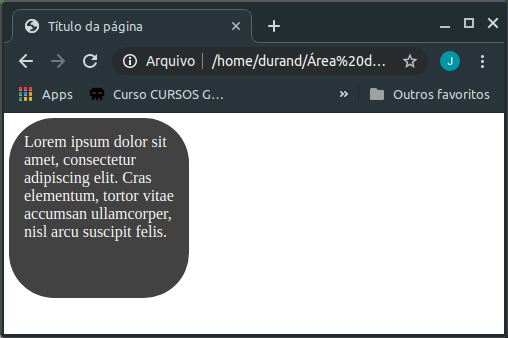 Título da página
Arquivo | /home/durand/Área%20d...
J
Apps
Curso CURSOS G...
»
Outros favoritos
Lorem ipsum dolor sit
amet, consectetur
adipiscing elit. Cras
elementum, tortor vitae
accumsan ullamcorper,
nisl arcu suscipit felis.